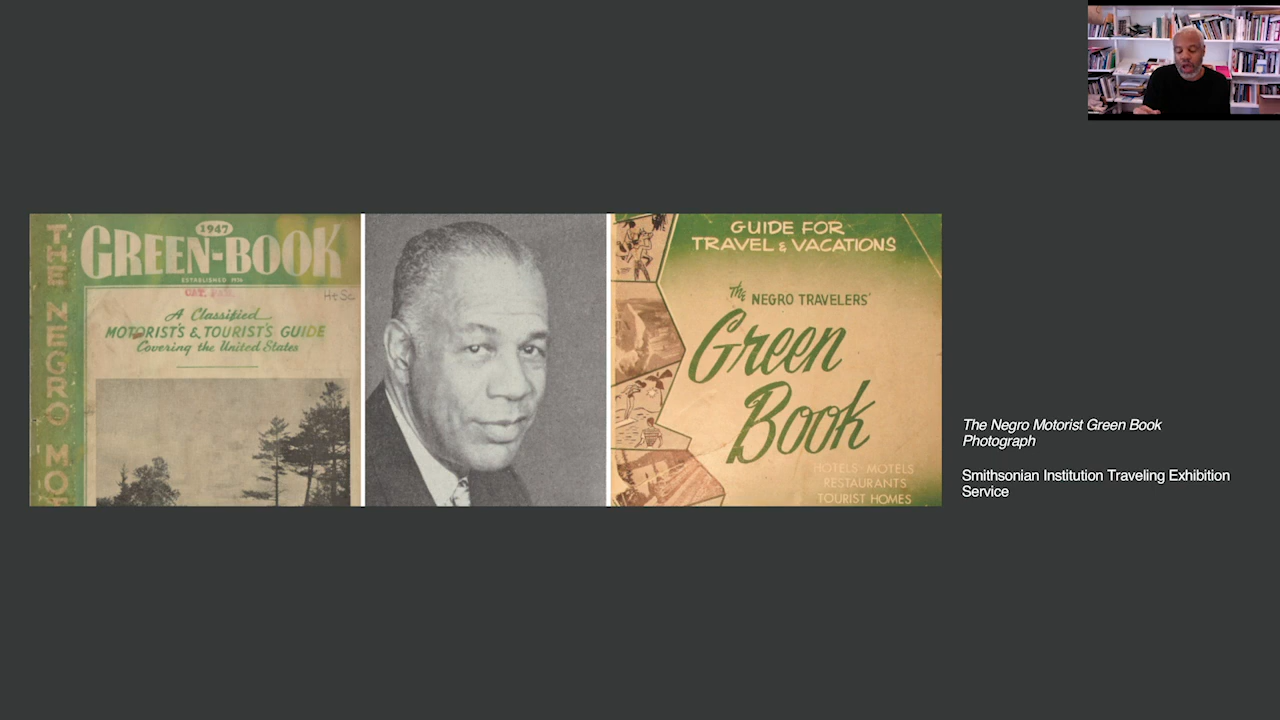 THE NEGRO MO
1947
GREEN-BOOK
ESTABLISHED 1936
A Classified
MOTORIST'S & TOURIST'S GUIDE
Covering the United States
GUIDE FOR
TRAVEL & VACATIONS
The NEGRO TRAVELERS'
Green
Book
HOTELS MOTELS
RESTAURANTS
TOURIST HOMES
The Negro Motorist Green Book
Photograph
Smithsonian Institution Traveling Exhibition
Service